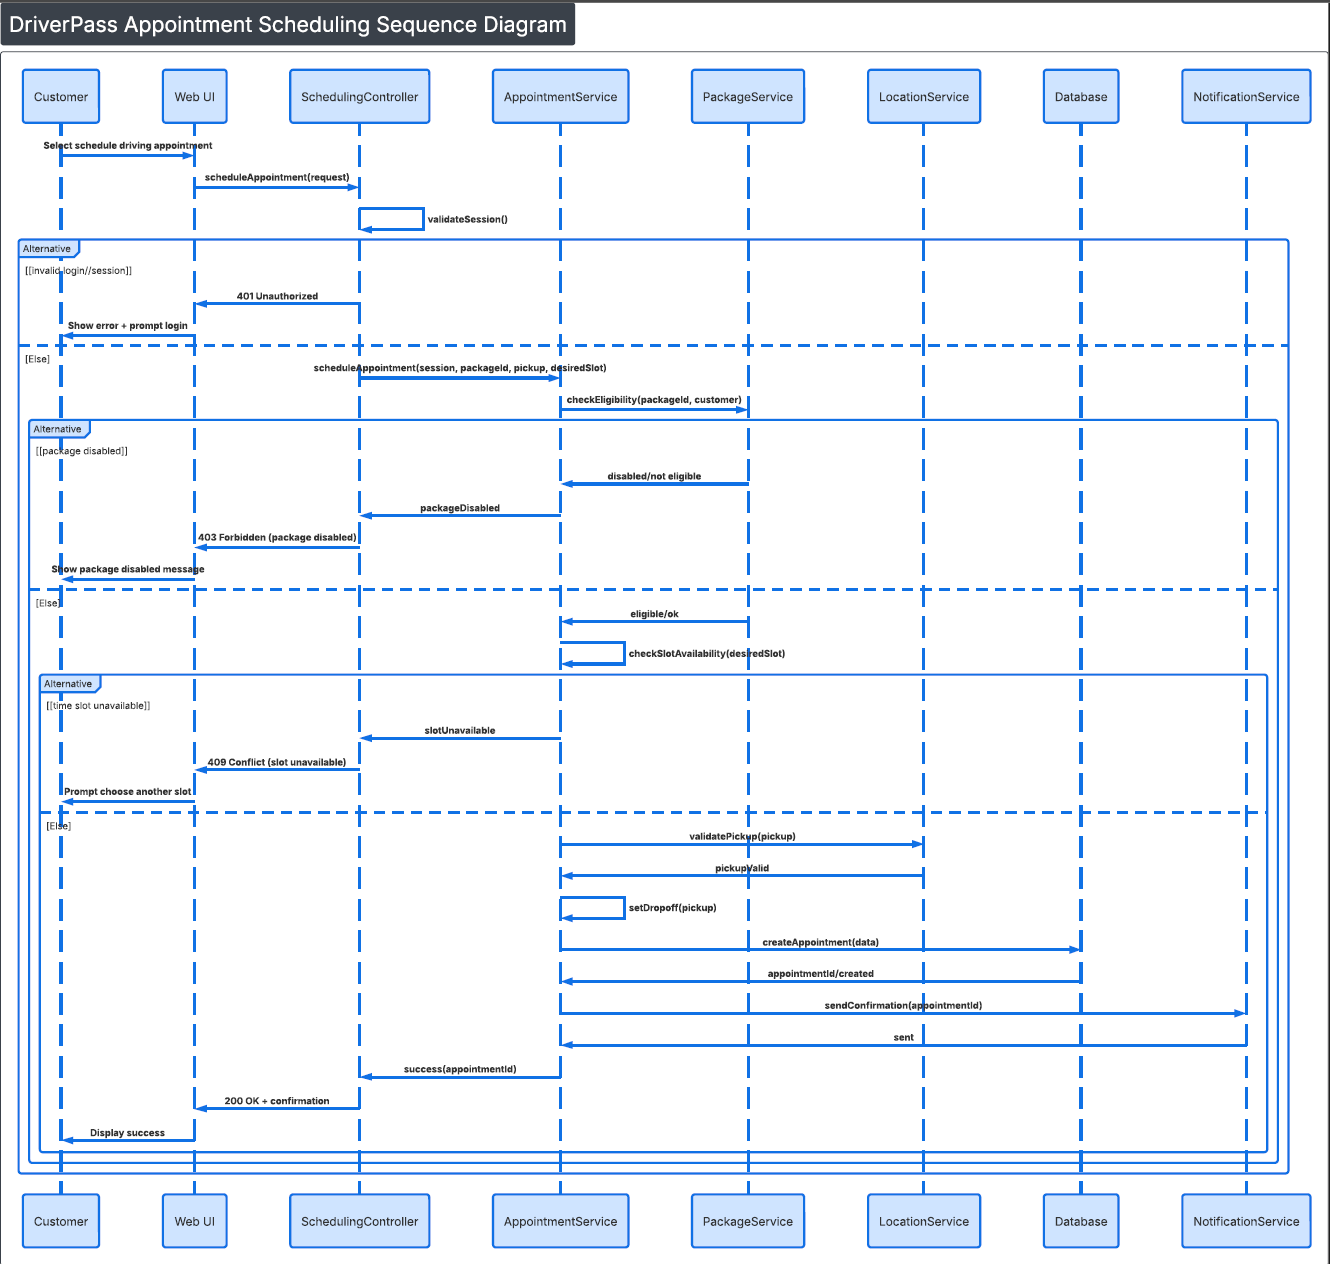 DriverPass Appointment Scheduling Sequence Diagram
Customer
Web UI
SchedulingController
AppointmentService
PackageService
LocationService
Database
NotificationService
Select schedule driving appointment
scheduleAppointment(request)
validateSession()
Alternative
[[invalid login//session]]
401 Unauthorized
Show error + prompt login
[Else]
scheduleAppointment(session, packageId, pickup, desiredSlot)
checkEligibility(packageId, customer)
Alternative
[[package disabled]]
disabled/not eligible
packageDisabled
403 Forbidden (package disabled)
Show package disabled message
[Else]
eligible/ok
checkSlotAvailability(desiredSlot)
Alternative
[[time slot unavailable]]
slotUnavailable
409 Conflict (slot unavailable)
Prompt choose another slot
[Else]
validatePickup(pickup)
pickupValid
setDropoff(pickup)
createAppointment(data)
appointmentId/created
sendConfirmation(appointmentId)
sent
success(appointmentId)
200 OK + confirmation
Display success
Customer
Web UI
SchedulingController
AppointmentService
PackageService
LocationService
Database
NotificationService